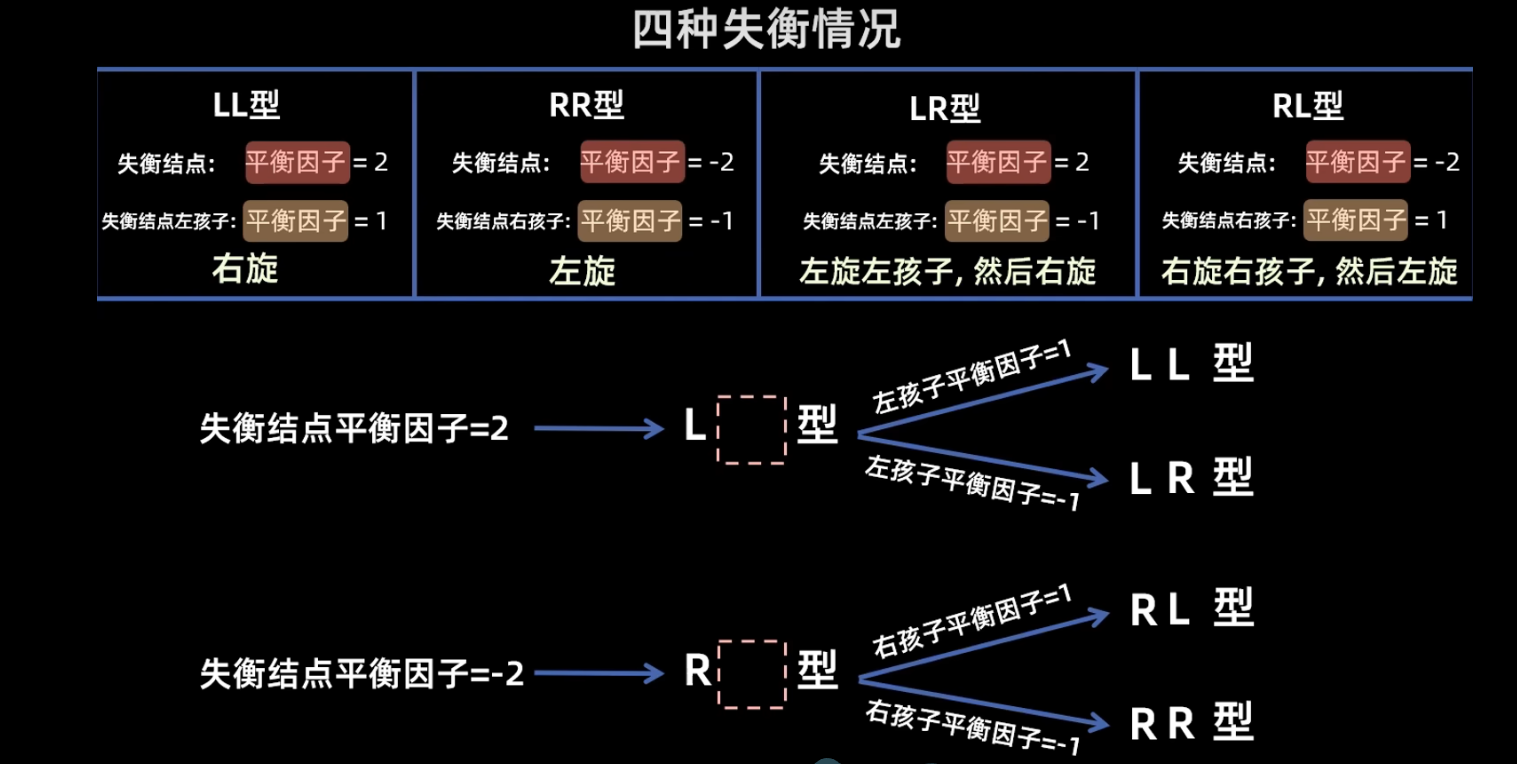 四种失衡情况
LL型
失衡结点: 平衡因子 = 2
失衡结点左孩子: 平衡因子 = 1
右旋
RR型
失衡结点: 平衡因子 = -2
失衡结点右孩子: 平衡因子 = -1
左旋
LR型
失衡结点: 平衡因子 = 2
失衡结点左孩子: 平衡因子 = -1
左旋左孩子, 然后右旋
RL型
失衡结点: 平衡因子 = -2
失衡结点右孩子: 平衡因子 = 1
右旋右孩子, 然后左旋
失衡结点平衡因子=2
L 型
左孩子平衡因子=1
L L 型
左孩子平衡因子=-1
L R 型
失衡结点平衡因子=-2
R 型
右孩子平衡因子=1
R L 型
右孩子平衡因子=-1
R R 型